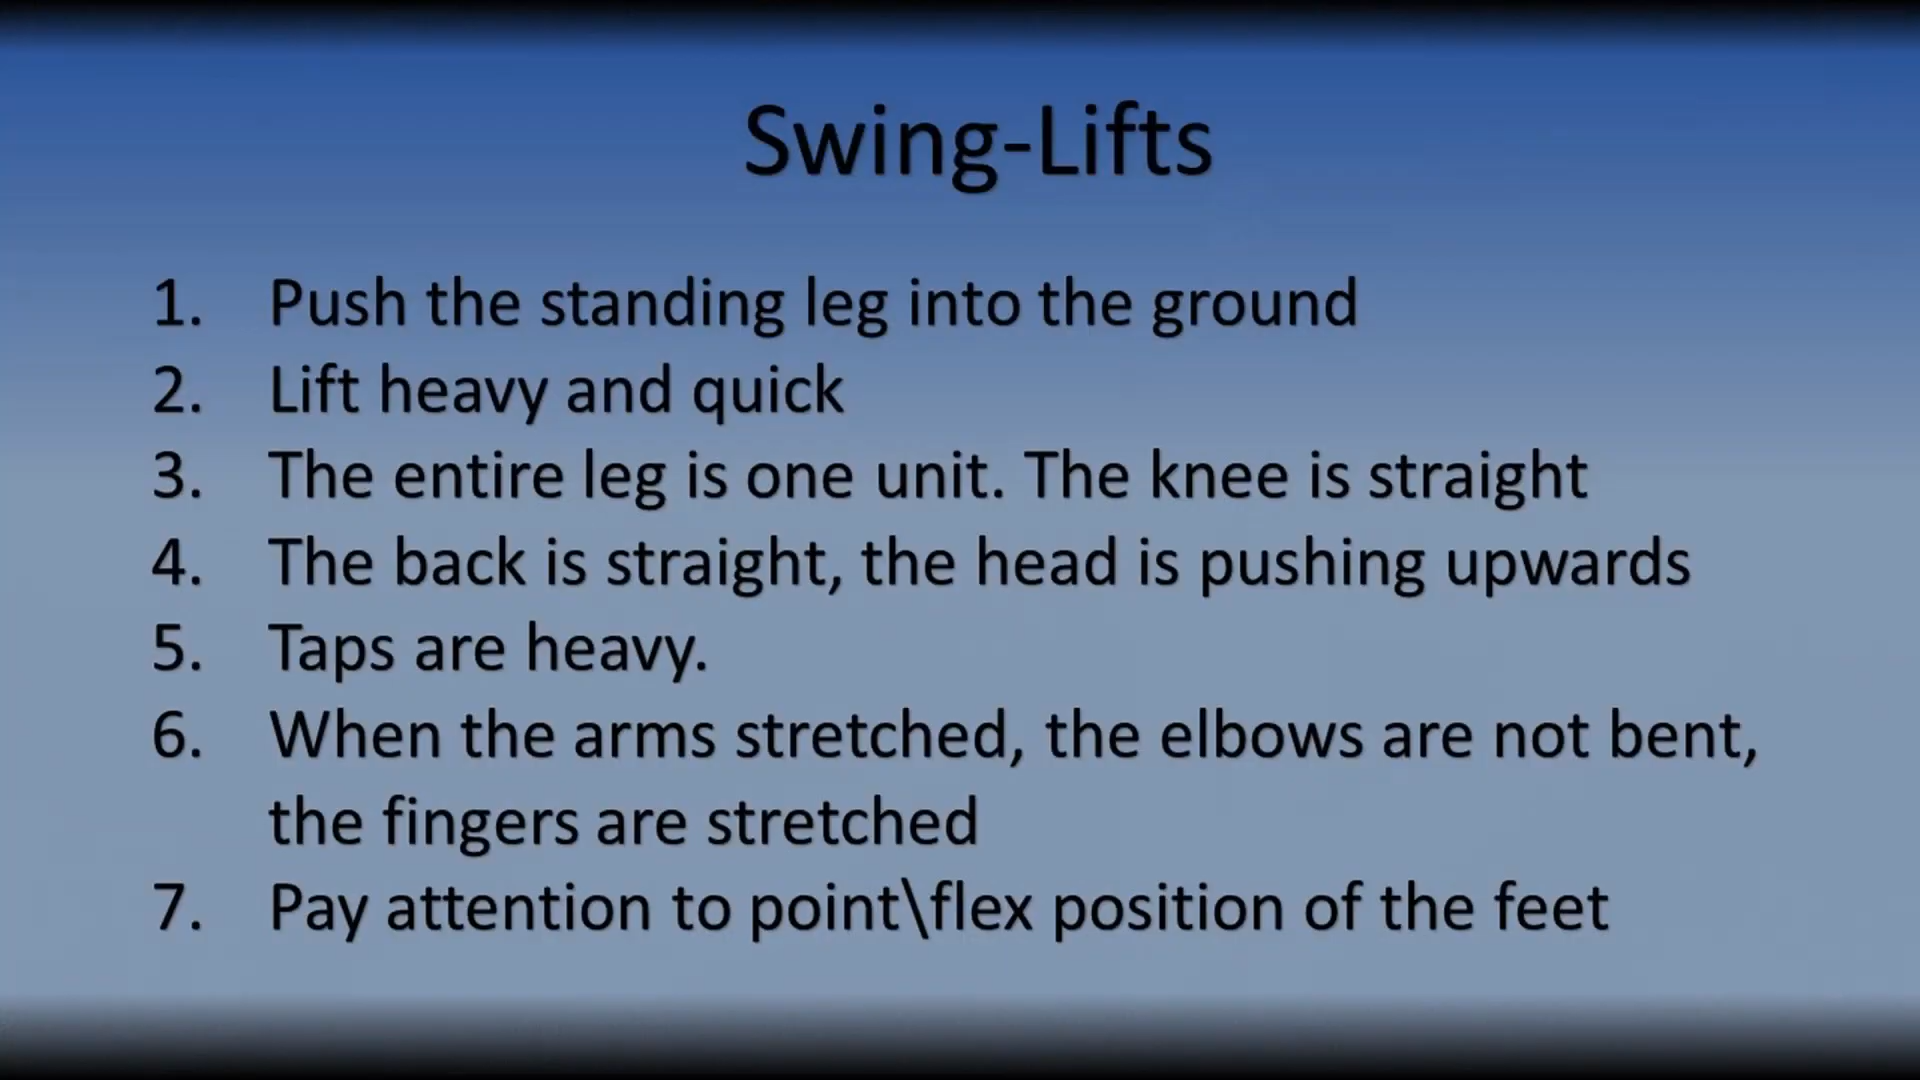 Swing-Lifts
1. Push the standing leg into the ground
2. Lift heavy and quick
3. The entire leg is one unit. The knee is straight
4. The back is straight, the head is pushing upwards
5. Taps are heavy.
6. When the arms stretched, the elbows are not bent,
the fingers are stretched
7. Pay attention to point\flex position of the feet